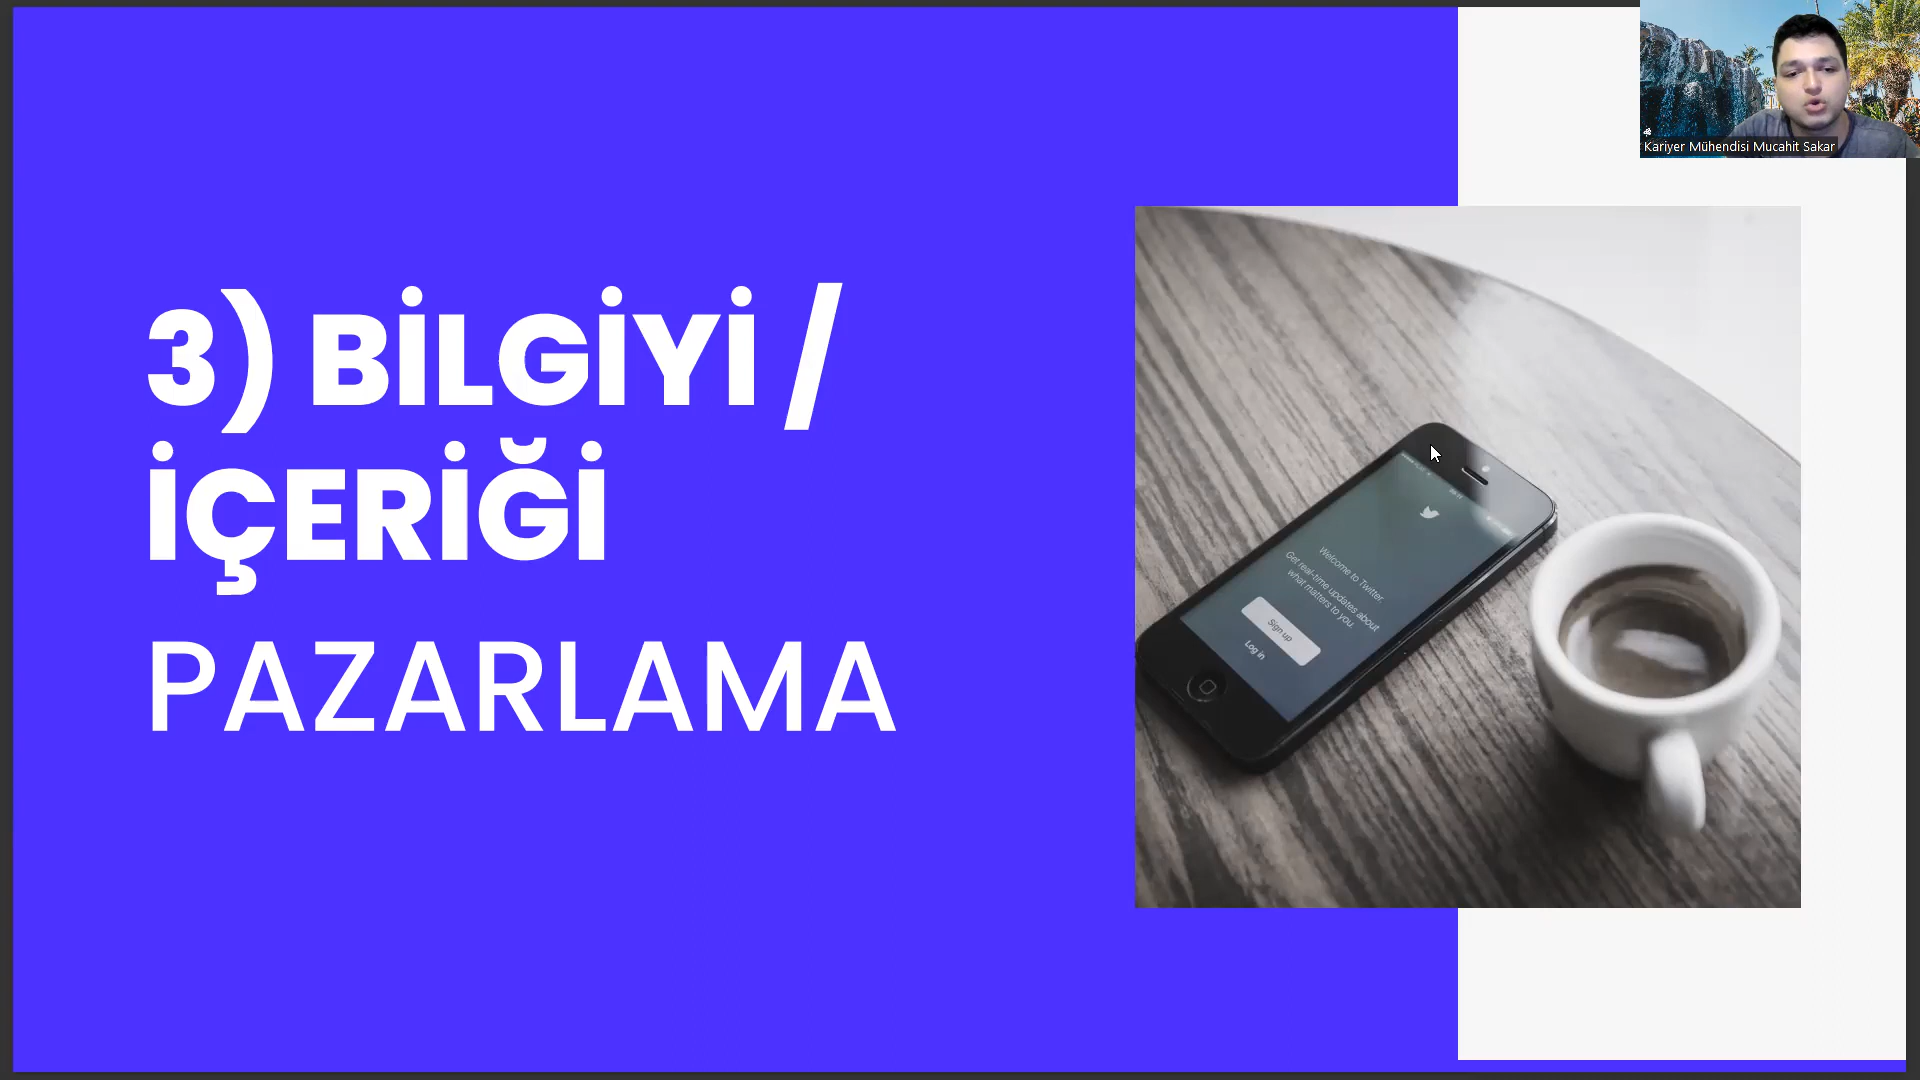 3) BİLGİYİ /
İÇERİĞİ
PAZARLAMA
Kariyer Mühendisi Mucahit Sakar
Welcome to Twitter.
Get real-time updates about
what matters to you.
Sign up
Log in